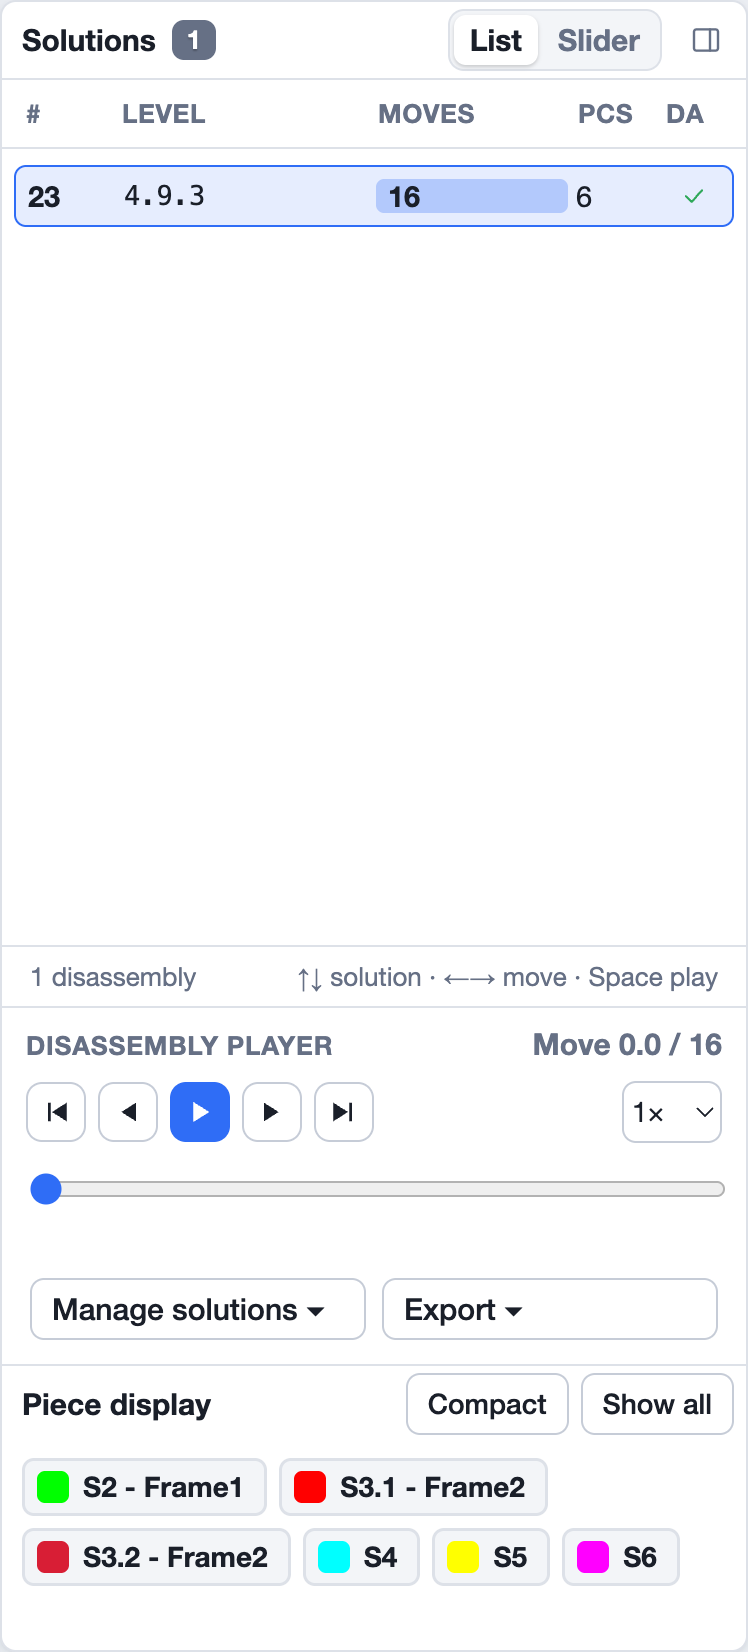 Solutions 1 List Slider
# LEVEL MOVES PCS DA
23 4.9.3 16 6 ✓
1 disassembly ↑↓ solution · ←→ move · Space play
DISASSEMBLY PLAYER Move 0.0 / 16
1×
Manage solutions Export
Piece display Compact Show all
S2 - Frame1 S3.1 - Frame2
S3.2 - Frame2 S4 S5 S6